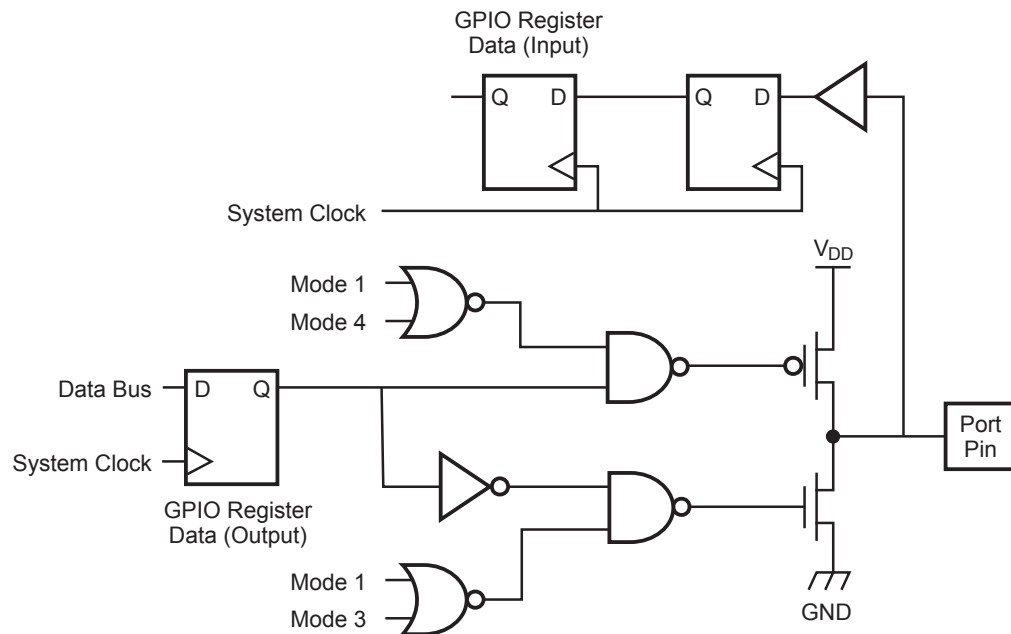 GPIO Register
Data (Input)
Q
D
Q
D
System Clock
VDD
Mode 1
Mode 4
Data Bus
D
Q
System Clock
GPIO Register
Data (Output)
Port
Pin
Mode 1
Mode 3
GND